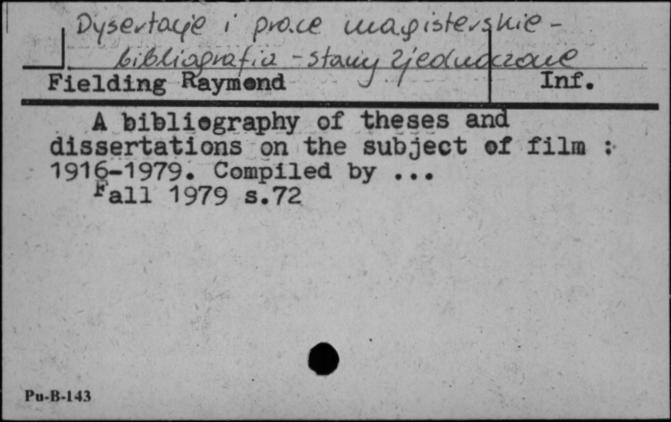 Dysertacje i prace magisterskie -
bibliografia - Stany Zjednoczone
Fielding Raymond Inf.
A bibliography of theses and
dissertations on the subject of film :
1916-1979. Compiled by ...
Fall 1979 s.72
Pu-B-143